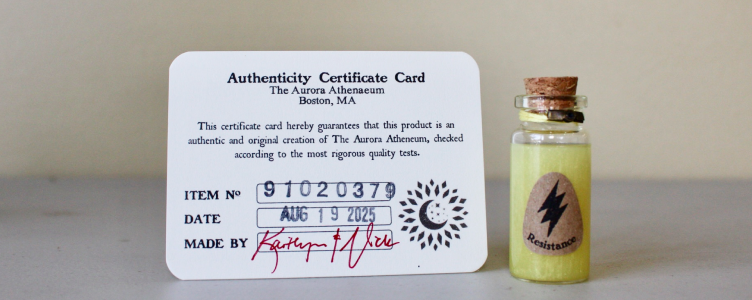 Authenticity Certificate Card
The Aurora Athenaeum
Boston, MA
This certificate card hereby guarantees that this product is an
authentic and original creation of The Aurora Atheneum, checked
according to the most rigorous quality tests.
ITEM Nº 91020379
DATE AUG 19 2025
MADE BY Kaitlyn & Nick
Resistance